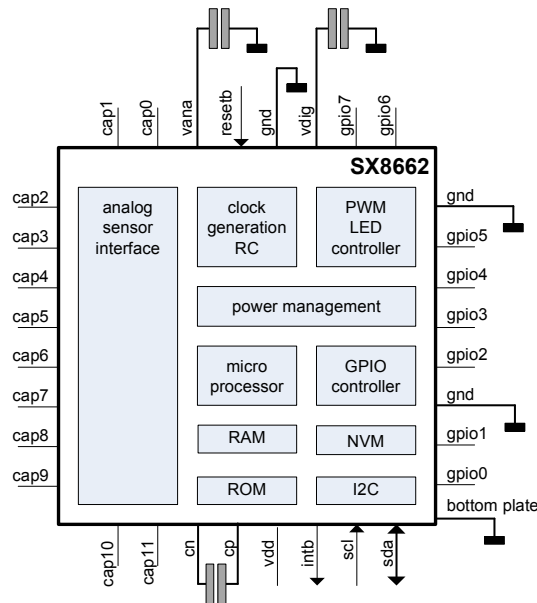 cap1
cap0
vana
resetb
gnd
vdig
gpio7
gpio6
SX8662
cap2
cap3
cap4
cap5
cap6
cap7
cap8
cap9
analog
sensor
interface
clock
generation
RC
PWM
LED
controller
power management
micro
processor
GPIO
controller
RAM
NVM
ROM
I2C
gnd
gpio5
gpio4
gpio3
gpio2
gnd
gpio1
gpio0
bottom plate
cap10
cap11
cn
cp
vdd
intb
scl
sda